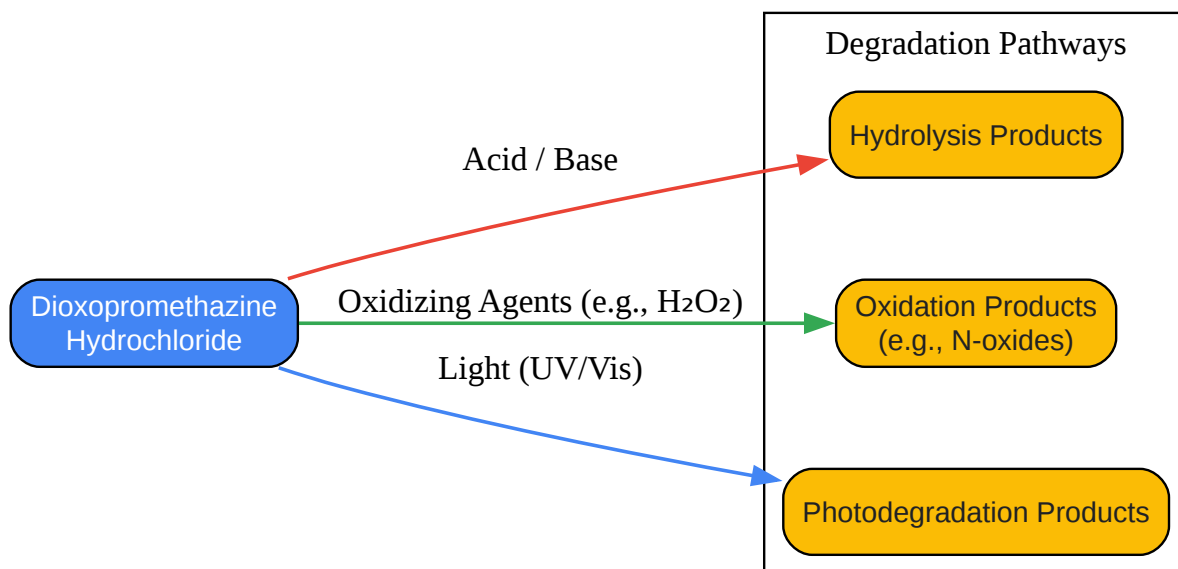 Degradation Pathways
Hydrolysis Products
Acid / Base
Dioxopromethazine
Hydrochloride
Oxidizing Agents (e.g., H₂O₂)
Oxidation Products
(e.g., N-oxides)
Light (UV/Vis)
Photodegradation Products